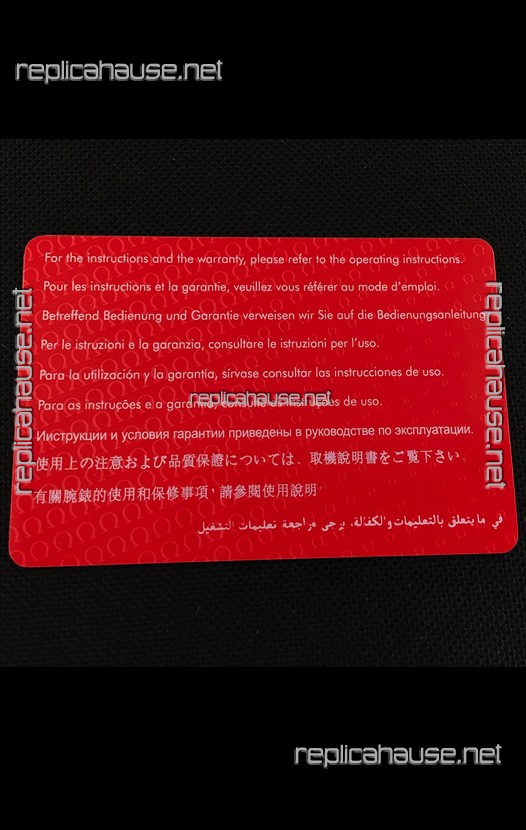 replicahause.net
For the instructions and the warranty, please refer to the operating instructions.
Pour les instructions et la garantie, veuillez vous référer au mode d'emploi.
Betreffend Bedienung und Garantie verweisen wir Sie auf die Bedienungsanleitung
Per le istruzioni e la garanzia, consultare le istruzioni per l'uso.
Para la utilización y la garantía, sírvase consultar las instrucciones de uso.
replicahause.net
Para as instruções e a garantia, consulte as instruções de uso.
Инструкции и условия гарантии приведены в руководстве по эксплуатации.
使用上の注意および品質保證については、取機說明書をご覧下さい。
有關腕錶的使用和保修事項，請參閱使用說明
في ما يتعلق بالتعليمات والكفالة، يرجى مراجعة تعليمات التشغيل
replicahause.net
replicahause.net
replicahause.net